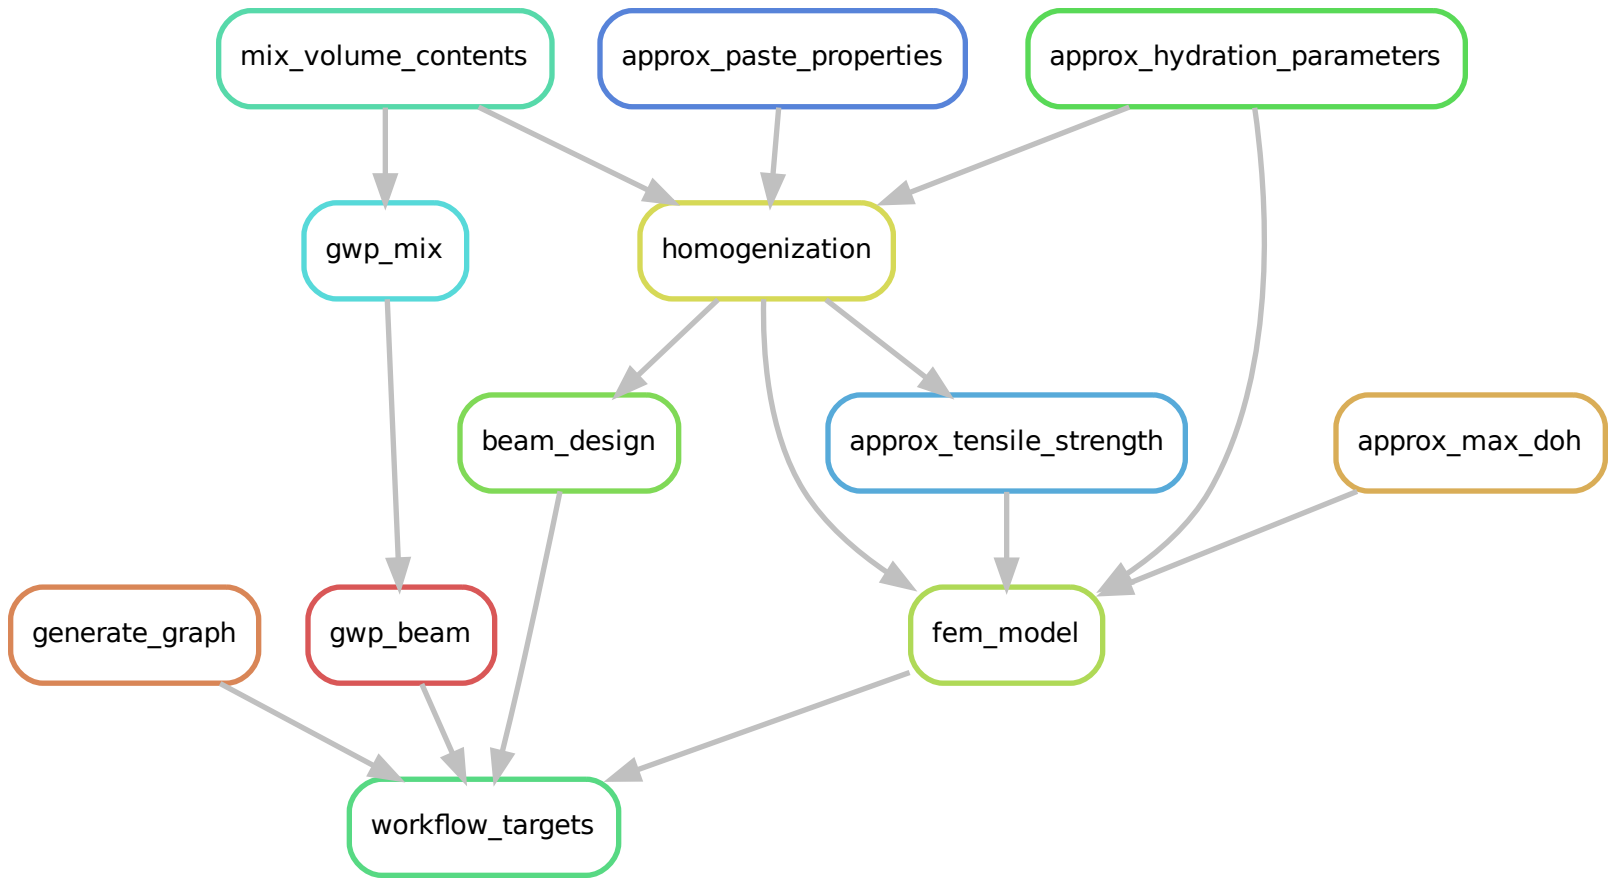 mix_volume_contents
approx_paste_properties
approx_hydration_parameters
gwp_mix
homogenization
beam_design
approx_tensile_strength
approx_max_doh
generate_graph
gwp_beam
fem_model
workflow_targets